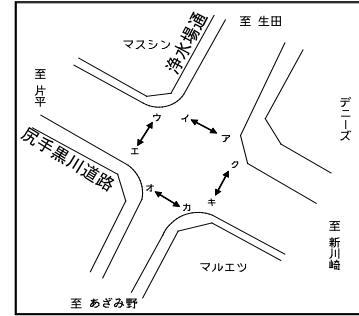 至 生田
マスシン
浄水場通
至 片平
デニーズ
ウ
イ
ア
エ
ク
尻手黒川道路
オ
カ
キ
至 新川崎
マルエツ
至 あざみ野